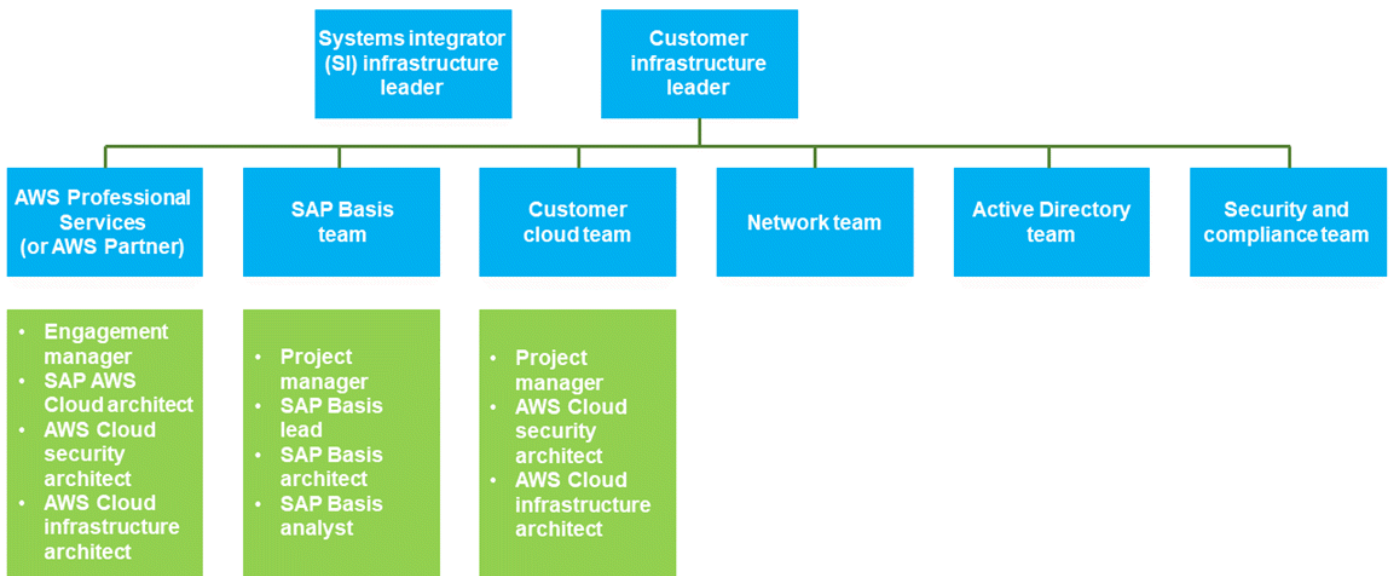 Systems integrator
(SI) infrastructure
leader
Customer
infrastructure
leader
AWS Professional
Services
(or AWS Partner)
SAP Basis
team
Customer
cloud team
Network team
Active Directory
team
Security and
compliance team
• Engagement
manager
• SAP AWS
Cloud architect
• AWS Cloud
security
architect
• AWS Cloud
infrastructure
architect
• Project
manager
• SAP Basis
lead
• SAP Basis
architect
• SAP Basis
analyst
• Project
manager
• AWS Cloud
security
architect
• AWS Cloud
infrastructure
architect